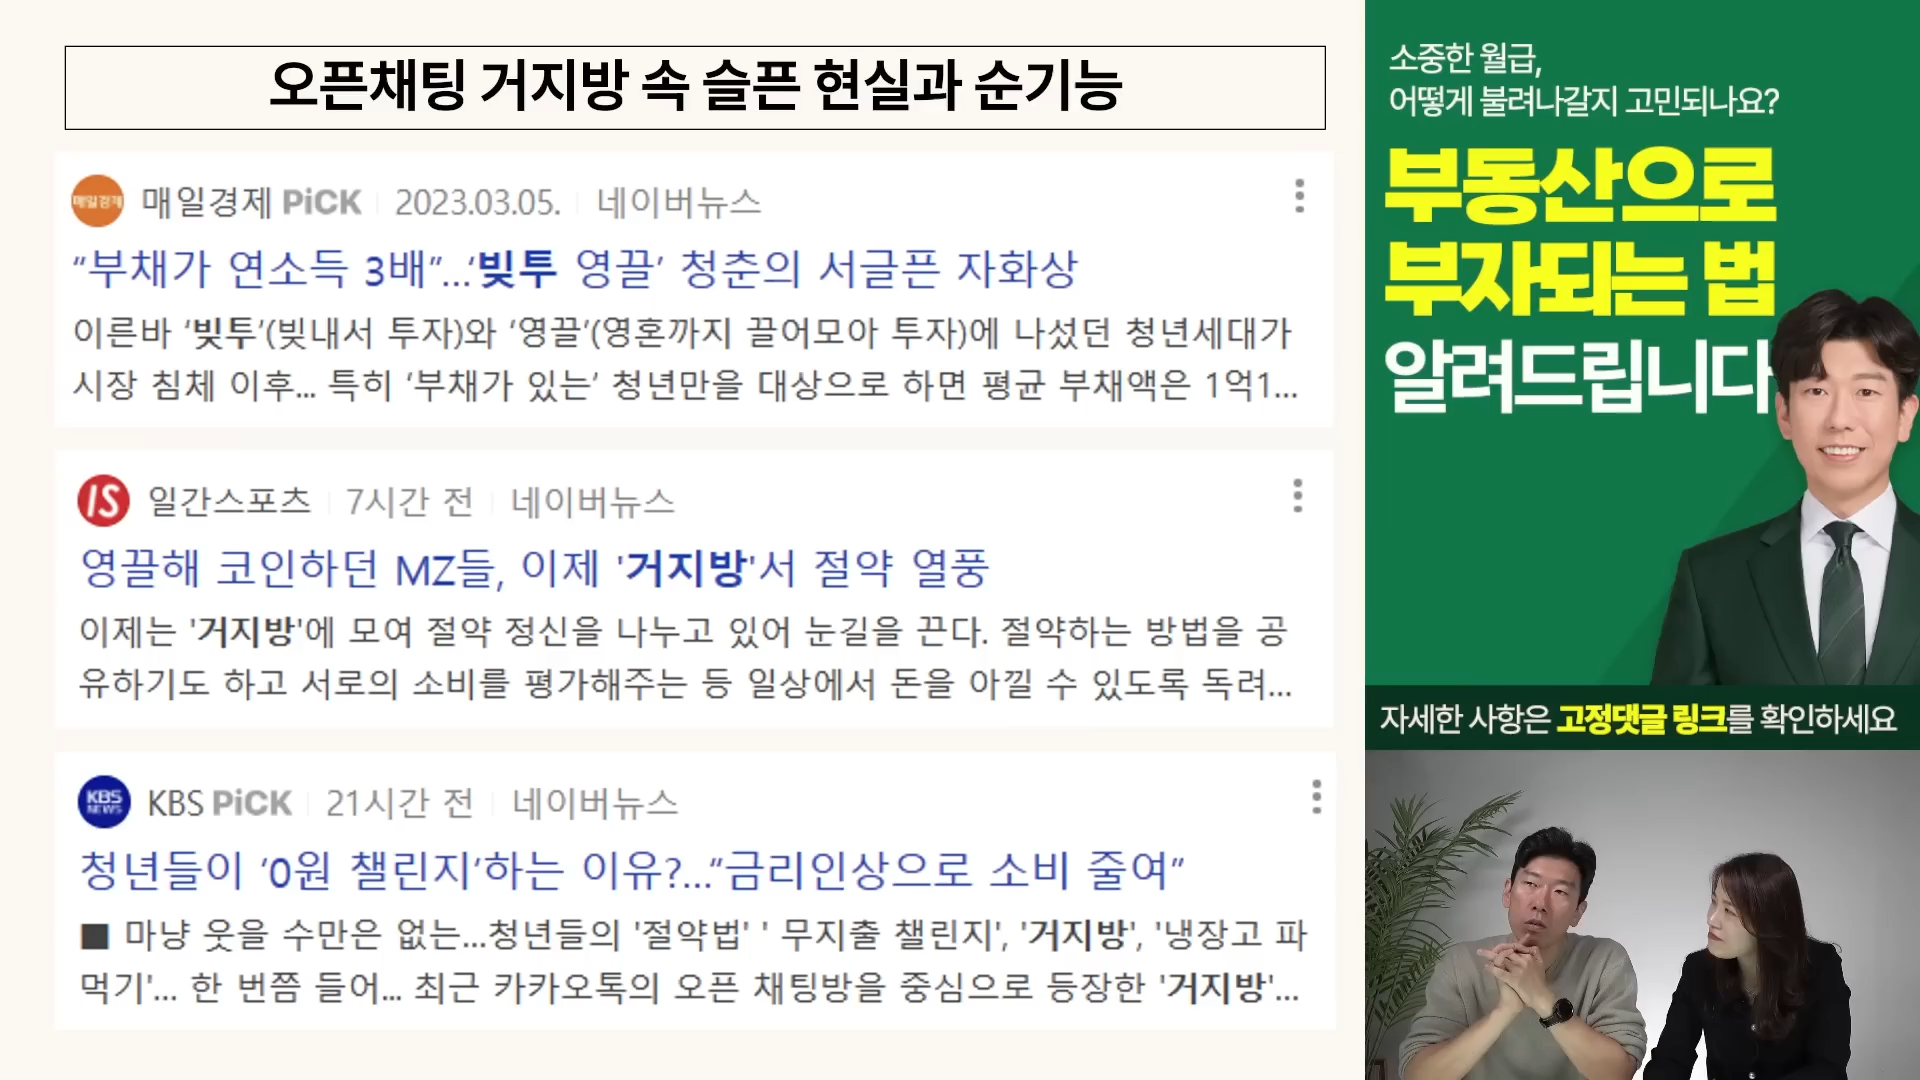 오픈채팅 거지방 속 슬픈 현실과 순기능
매일경제
매일경제 PiCK 2023.03.05. 네이버뉴스
“부채가 연소득 3배”...‘빚투 영끌’ 청춘의 서글픈 자화상
이른바 ‘빚투’(빚내서 투자)와 ‘영끌’(영혼까지 끌어모아 투자)에 나섰던 청년세대가
시장 침체 이후... 특히 ‘부채가 있는’ 청년만을 대상으로 하면 평균 부채액은 1억1...
IS
일간스포츠 7시간 전 네이버뉴스
영끌해 코인하던 MZ들, 이제 '거지방'서 절약 열풍
이제는 '거지방'에 모여 절약 정신을 나누고 있어 눈길을 끈다. 절약하는 방법을 공
유하기도 하고 서로의 소비를 평가해주는 등 일상에서 돈을 아낄 수 있도록 독려...
KBS
NEWS
KBS PiCK 21시간 전 네이버뉴스
청년들이 ‘0원 챌린지’하는 이유?...“금리인상으로 소비 줄여”
■ 마냥 웃을 수만은 없는...청년들의 '절약법' ' 무지출 챌린지', '거지방', '냉장고 파
먹기'... 한 번쯤 들어... 최근 카카오톡의 오픈 채팅방을 중심으로 등장한 '거지방'...
소중한 월급,
어떻게 불려나갈지 고민되나요?
부동산으로
부자되는 법
알려드립니다
자세한 사항은 고정댓글 링크를 확인하세요